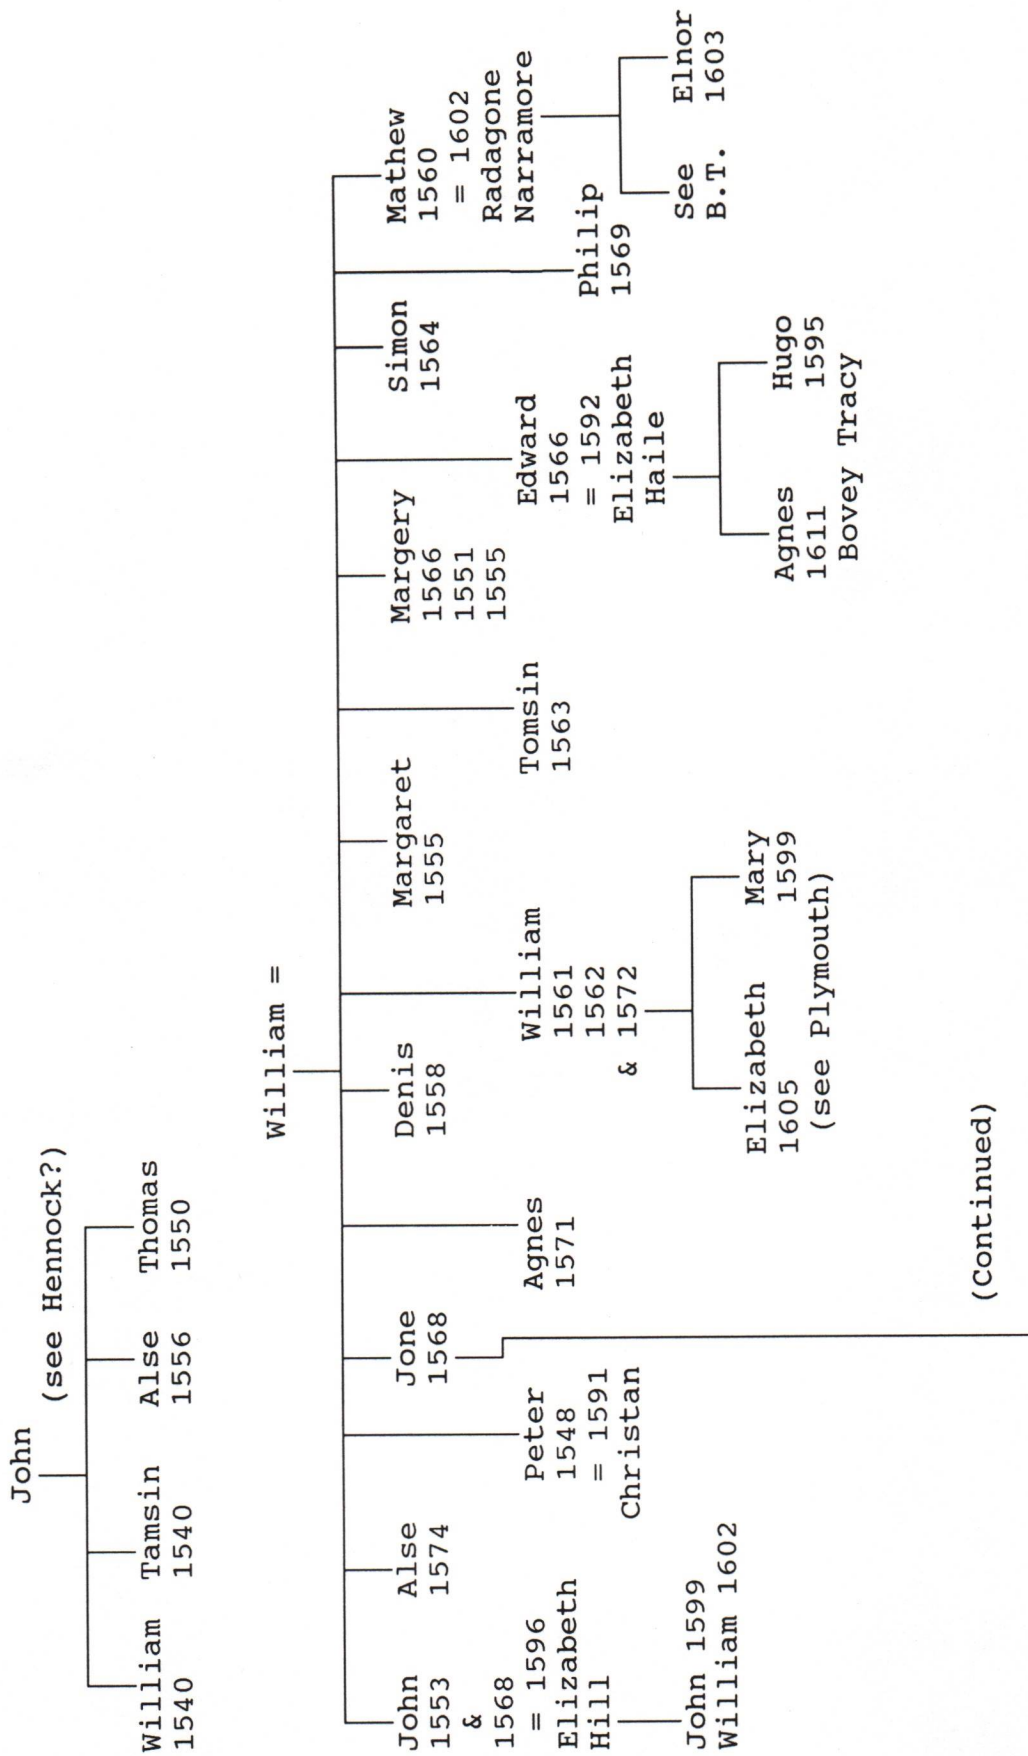 John
(see Hennock?)
William Tamsin Alse Thomas
1540 1540 1556 1550
William =
John Alse Jone Denis Margaret Margery Simon Mathew
1553 1574 1568 1558 1555 1566 1564 1560
& 1551 = 1602
1568 1555 Radagone
= 1596 Peter Agnes William Tomsin Edward Narramore
Elizabeth 1548 1571 1561 1563 1566
Hill = 1591 1562 = 1592 Philip
Christan & 1572 Elizabeth 1569
Haile
John 1599 See Elnor
William 1602 B.T. 1603
Elizabeth Mary Agnes Hugo
1605 1599 1611 1595
(see Plymouth) Bovey Tracy
(Continued)